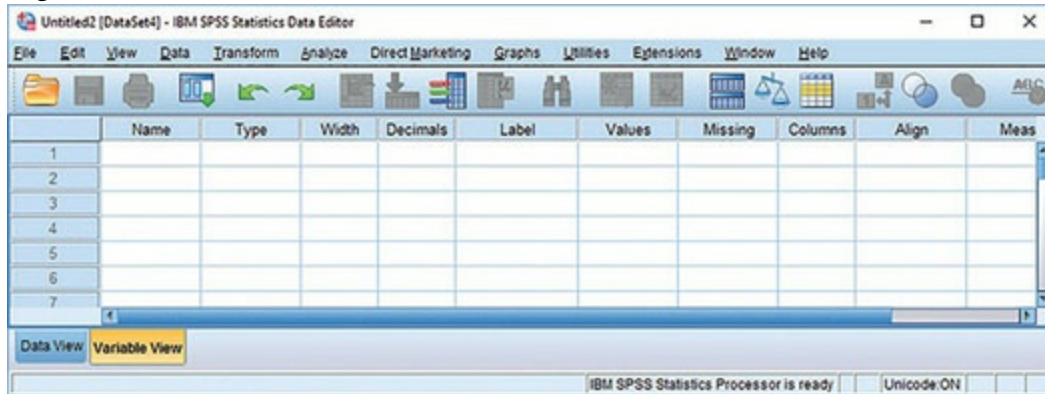 Untitled2 [DataSet4] - IBM SPSS Statistics Data Editor
File Edit View Data Transform Analyze Direct Marketing Graphs Utilities Extensions Window Help
Name Type Width Decimals Label Values Missing Columns Align Meas
1
2
3
4
5
6
7
Data View Variable View
IBM SPSS Statistics Processor is ready Unicode:ON